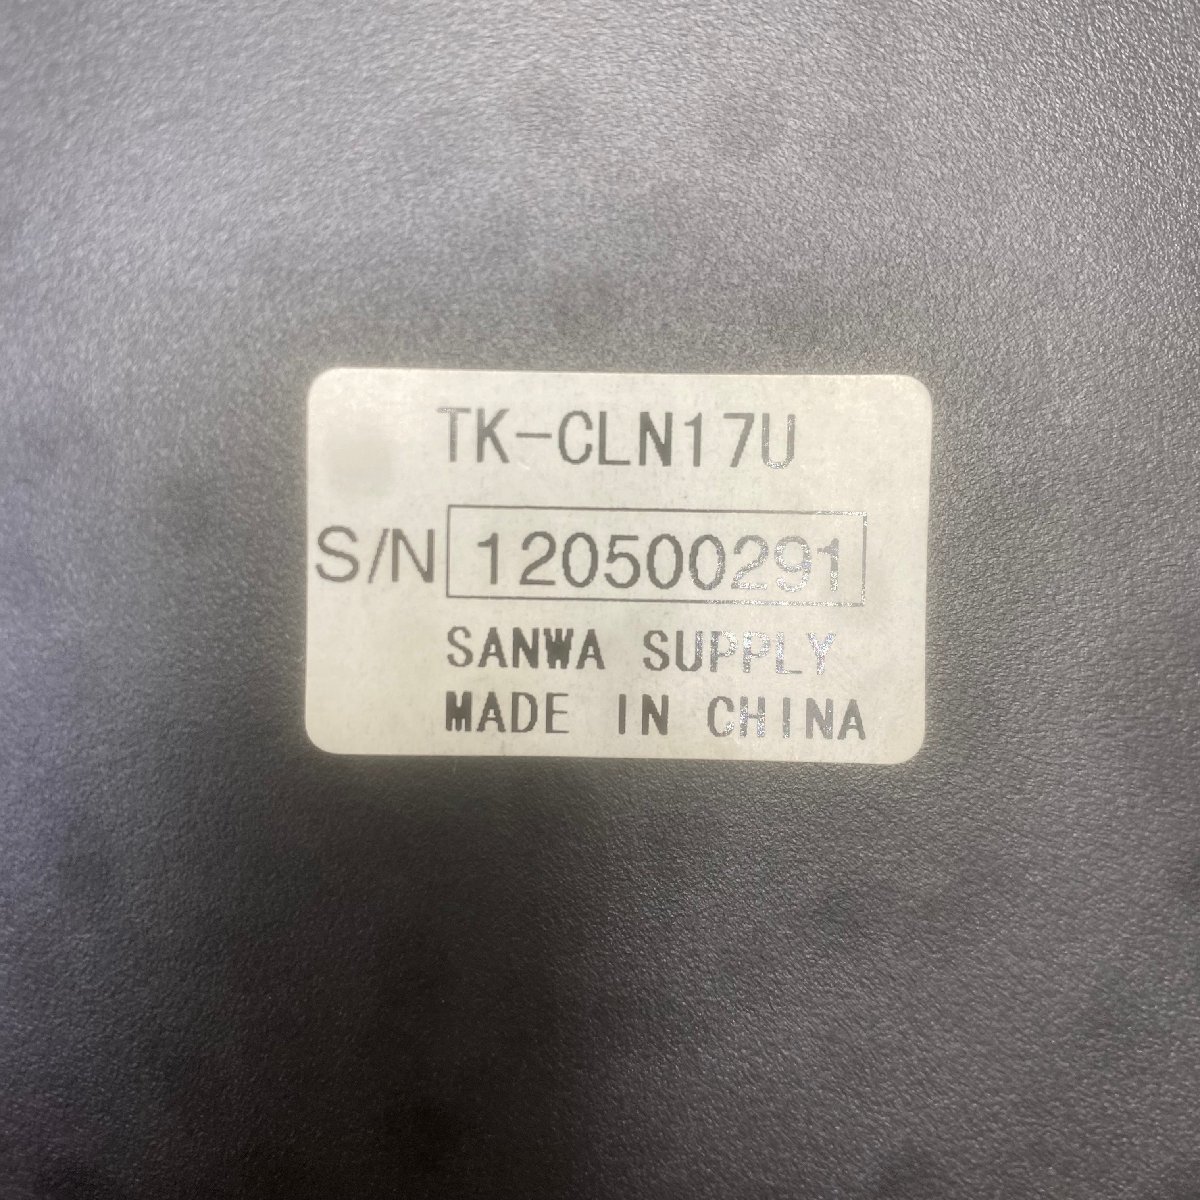 TK-CLN17U
S/N 120500291
SANWA SUPPLY
MADE IN CHINA